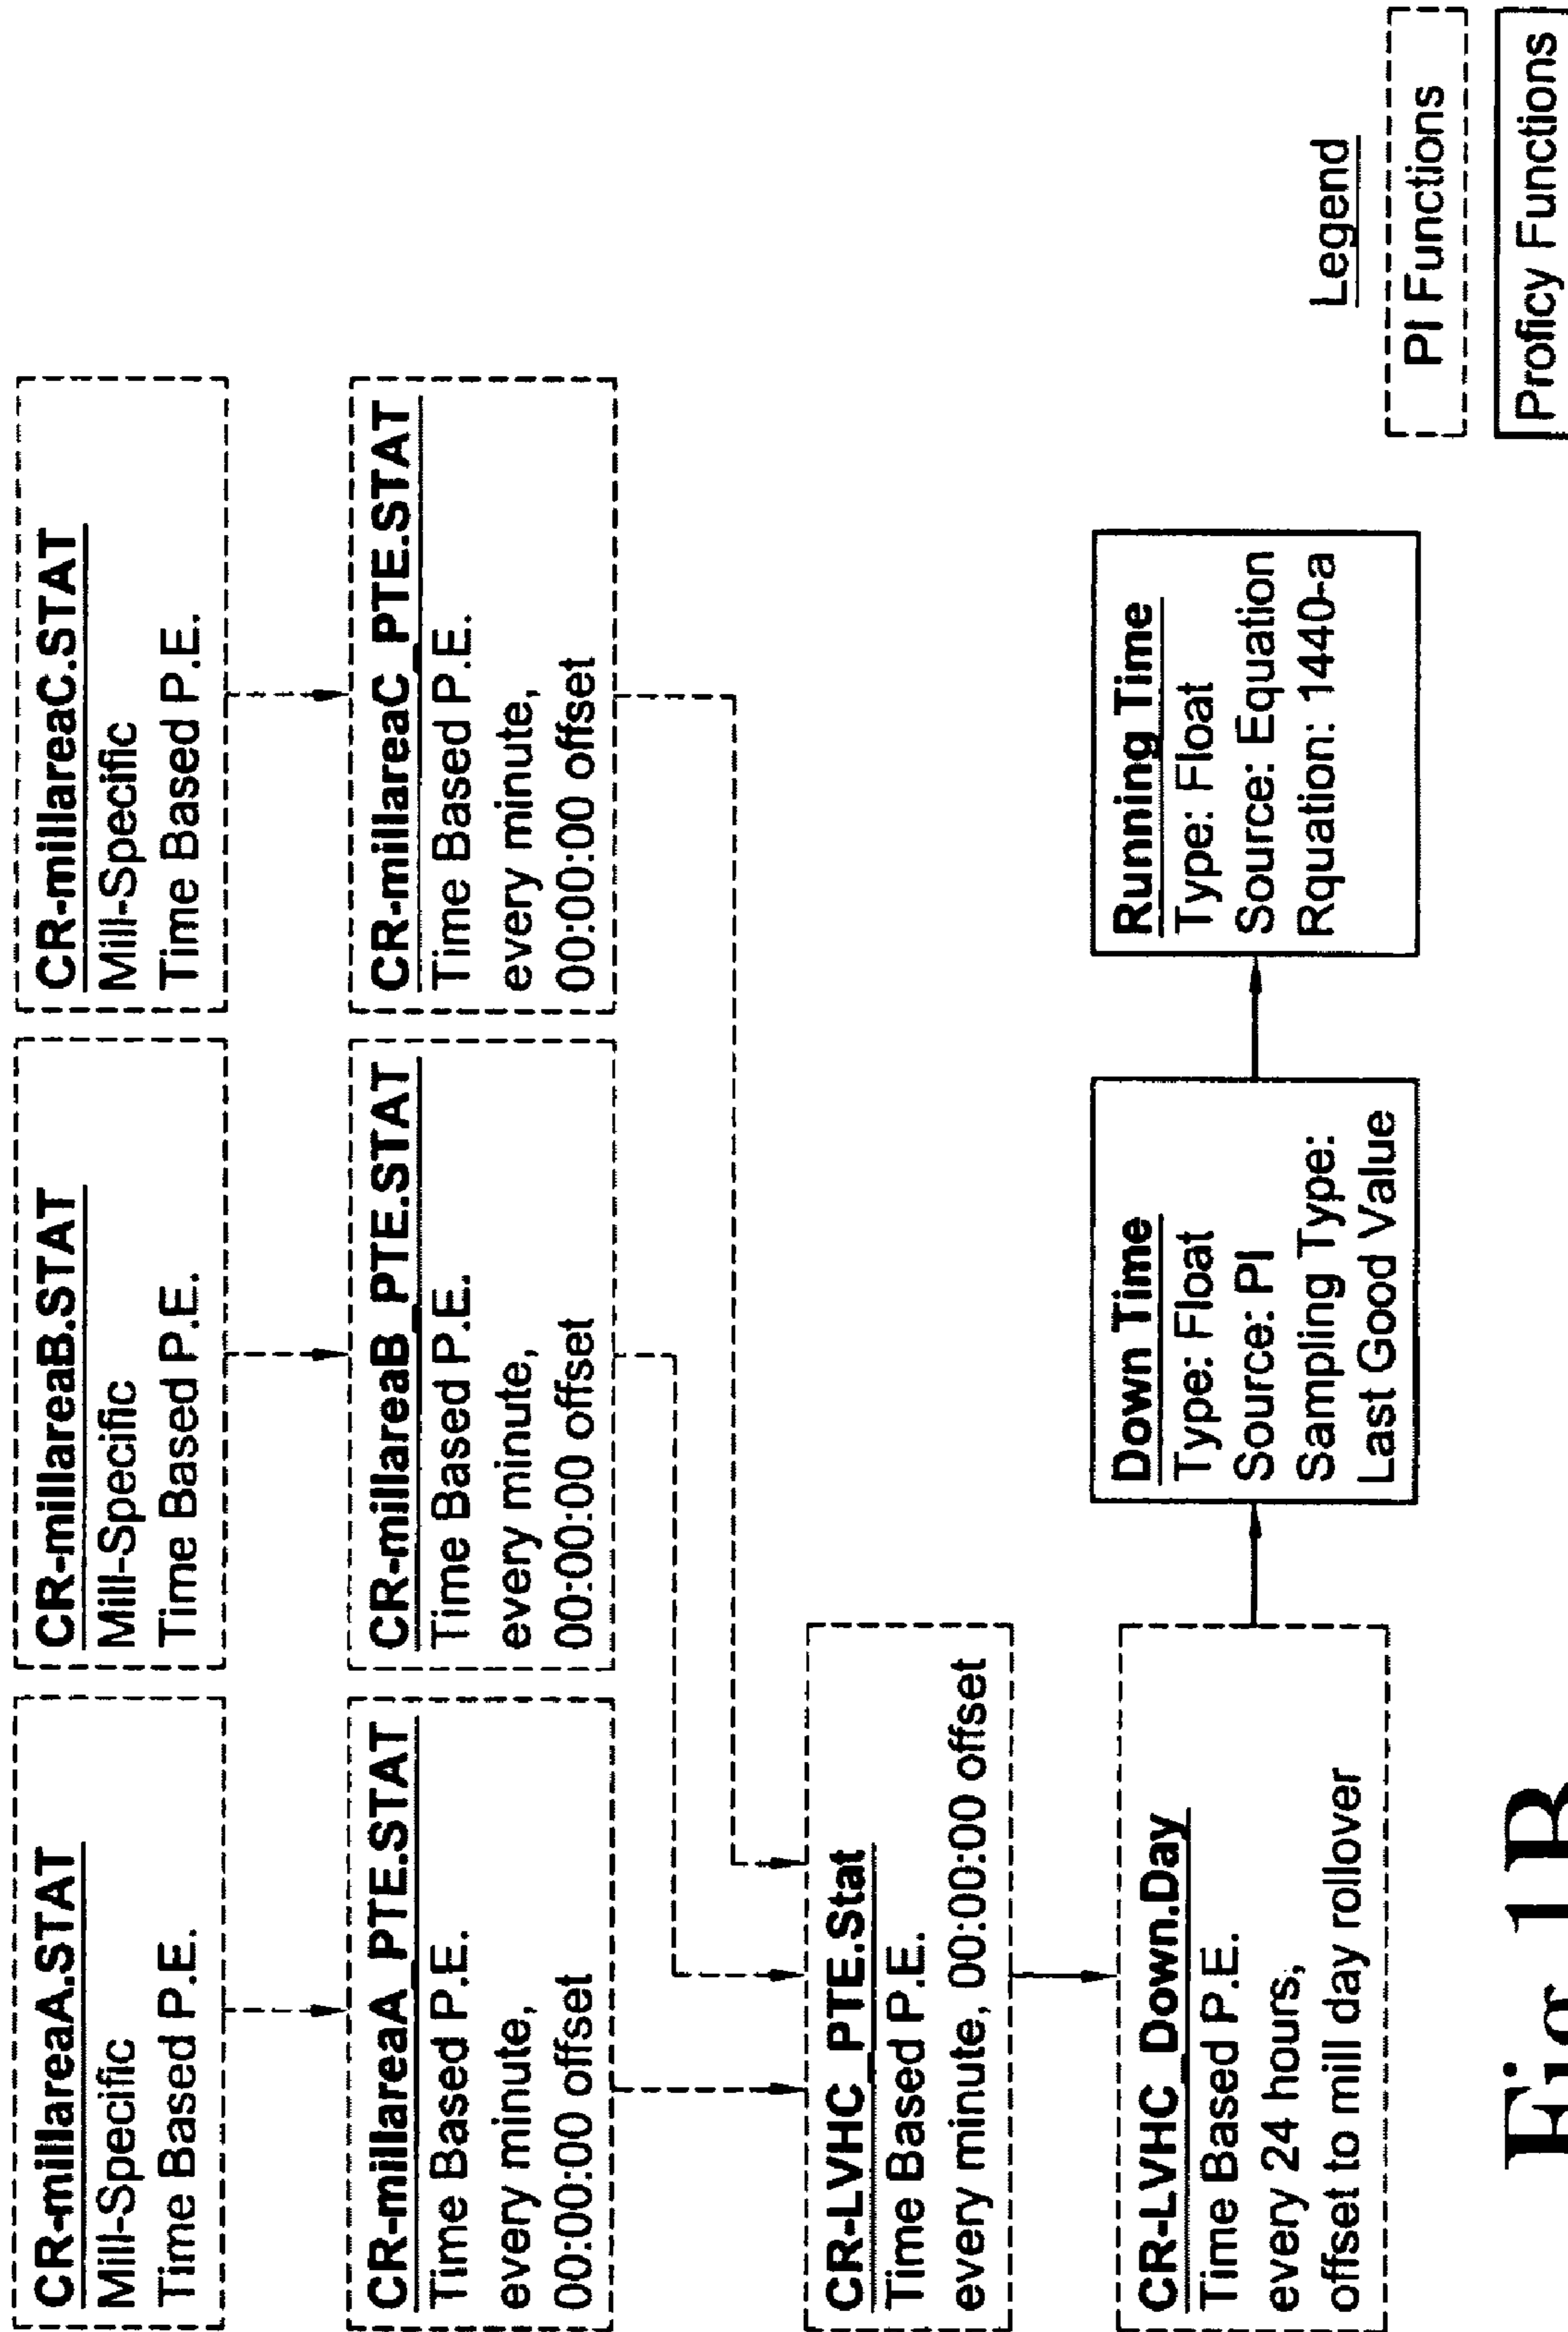 CR-millareaA.STAT
Mill-Specific
Time Based P.E.
CR-millareaB.STAT
Mill-Specific
Time Based P.E.
CR-millareaC.STAT
Mill-Specific
Time Based P.E.
CR-millareaA_PTE.STAT
Time Based P.E.
every minute,
00:00:00 offset
CR-millareaB_PTE.STAT
Time Based P.E.
every minute,
00:00:00 offset
CR-millareaC_PTE.STAT
Time Based P.E.
every minute,
00:00:00 offset
CR-LVHC_PTE.Stat
Time Based P.E.
every minute, 00:00:00 offset
CR-LVHC_Down.Day
Time Based P.E.
every 24 hours,
offset to mill day rollover
Down Time
Type: Float
Source: PI
Sampling Type:
Last Good Value
Running Time
Type: Float
Source: Equation
Rquation: 1440-a
Legend
PI Functions
Proficy Functions
Fig. 1B